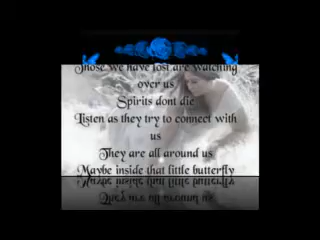 Those we have lost are watching
over us
Spirits dont die
Listen as they try to connect with
us
They are all around us
Maybe inside that little butterfly